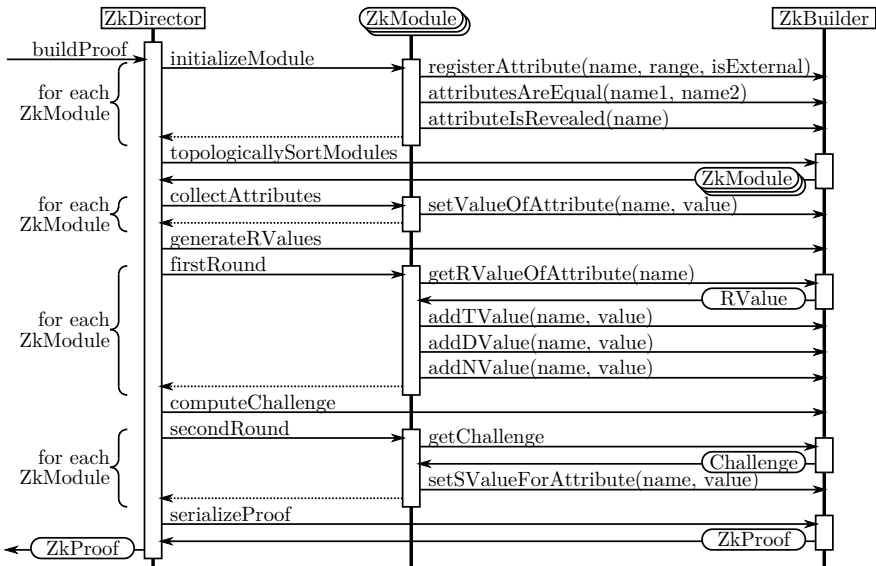 ZkDirector
ZkModule
ZkBuilder
buildProof
initializeModule
registerAttribute(name, range, isExternal)
for each
ZkModule
attributesAreEqual(name1, name2)
attributeIsRevealed(name)
topologicallySortModules
ZkModule
for each
ZkModule
collectAttributes
setValueOfAttribute(name, value)
generateRValues
firstRound
getRValueOfAttribute(name)
RValue
for each
ZkModule
addTValue(name, value)
addDValue(name, value)
addNValue(name, value)
computeChallenge
secondRound
getChallenge
for each
ZkModule
Challenge
setSValueForAttribute(name, value)
serializeProof
ZkProof
ZkProof